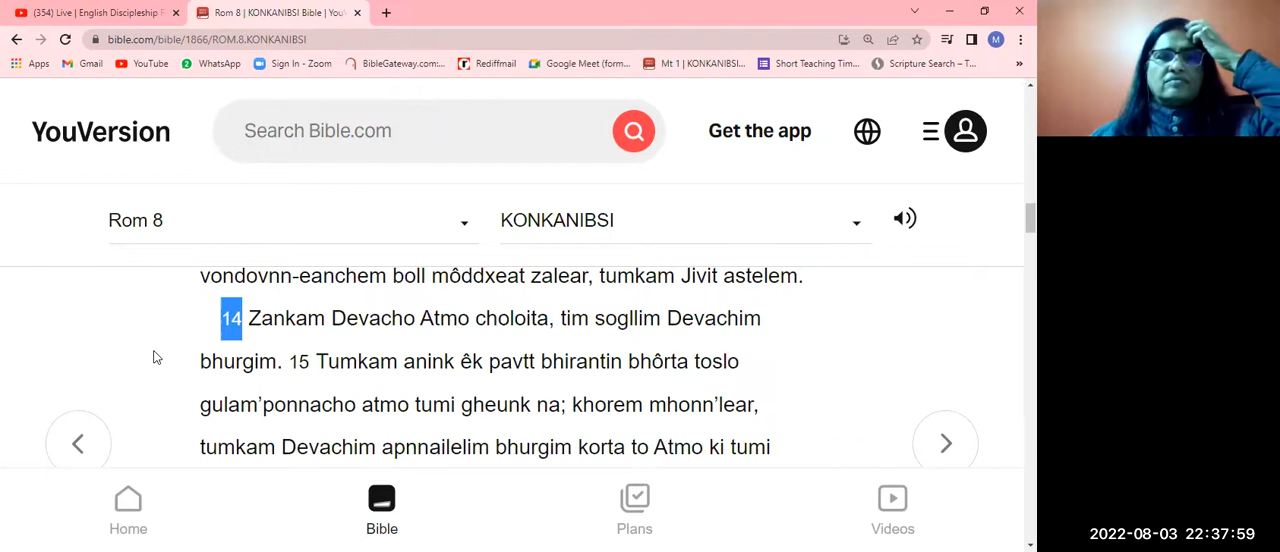 (354) Live | English Discipleship
Rom 8 | KONKANIBSI Bible | You
bible.com/bible/1866/ROM.8.KONKANIBSI
M
Apps Gmail YouTube 2 WhatsApp Sign In - Zoom BibleGateway.com:... Rediffmail Google Meet (form... Mt 1 | KONKANIBSI... Short Teaching Tim... Scripture Search – T...
YouVersion
Search Bible.com
Get the app
Rom 8
KONKANIBSI
vondovnn-eanchem boll môddxeat zalear, tumkam Jivit astelem.
14 Zankam Devacho Atmo choloita, tim sogllim Devachim
bhurgim. 15 Tumkam anink êk pavtt bhirantin bhôrta toslo
gulam’ponnacho atmo tumi gheunk na; khorem mhonn’lear,
tumkam Devachim apnnailelim bhurgim korta to Atmo ki tumi
Home
Bible
Plans
Videos
2022-08-03 22:37:59